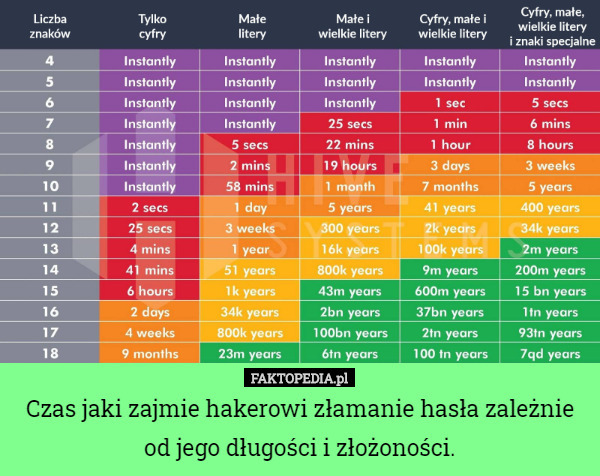 Liczba znaków Tylko cyfry Małe litery Małe i wielkie litery Cyfry, małe i wielkie litery Cyfry, małe, wielkie litery i znaki specjalne
4 Instantly Instantly Instantly Instantly Instantly
5 Instantly Instantly Instantly Instantly Instantly
6 Instantly Instantly Instantly 1 sec 5 secs
7 Instantly Instantly 25 secs 1 min 6 mins
8 Instantly 5 secs 22 mins 1 hour 8 hours
9 Instantly 2 mins 19 hours 3 days 3 weeks
10 Instantly 58 mins 1 month 7 months 5 years
11 2 secs 1 day 5 years 41 years 400 years
12 25 secs 3 weeks 300 years 2k years 34k years
13 4 mins 1 year 16k years 100k years 2m years
14 41 mins 51 years 800k years 9m years 200m years
15 6 hours 1k years 43m years 600m years 15 bn years
16 2 days 34k years 2bn years 37bn years 1tn years
17 4 weeks 800k years 100bn years 2tn years 93tn years
18 9 months 23m years 6tn years 100 tn years 7qd years
HIVE
SYSTEMS
FAKTOPEDIA.pl
Czas jaki zajmie hakerowi złamanie hasła zależnie
od jego długości i złożoności.